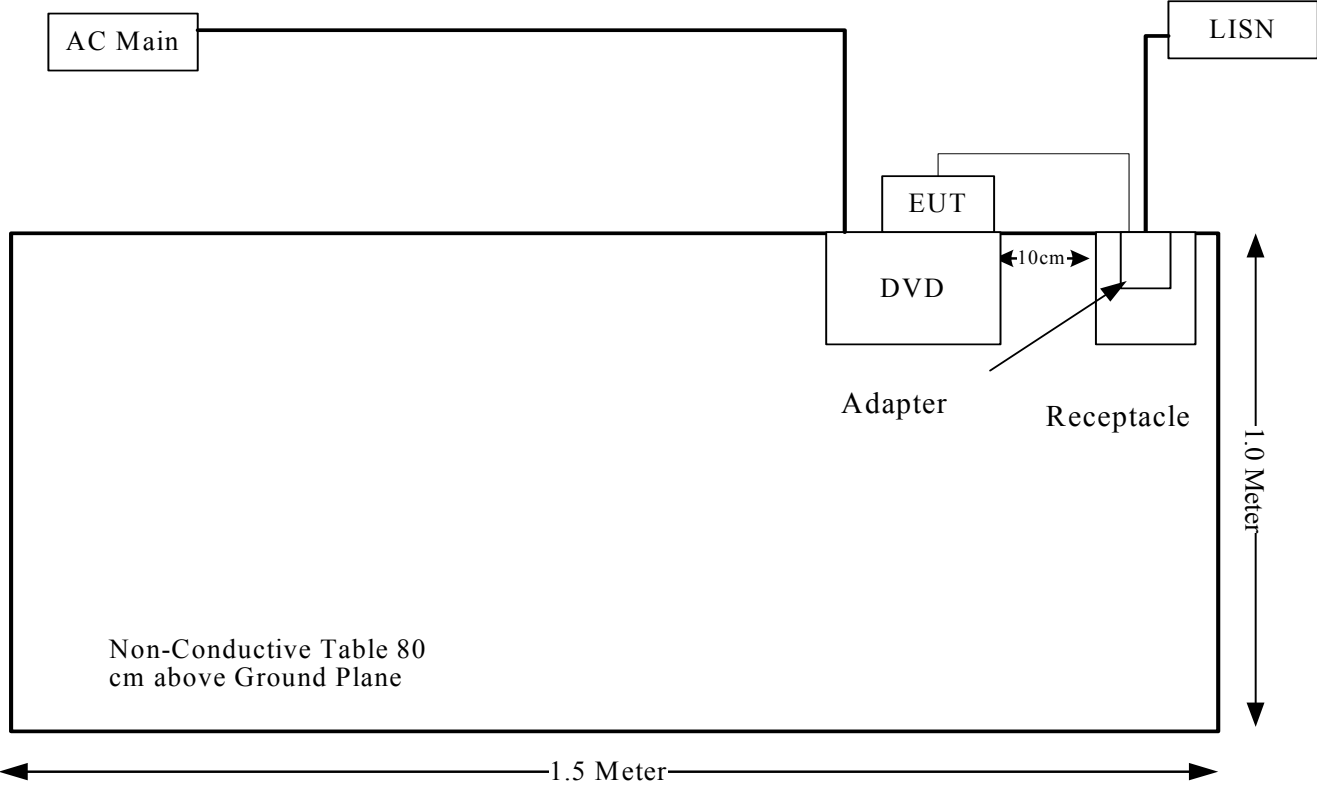 AC Main
LISN
EUT
DVD
10cm
Adapter
Receptacle
1.0 Meter
Non-Conductive Table 80
cm above Ground Plane
1.5 Meter